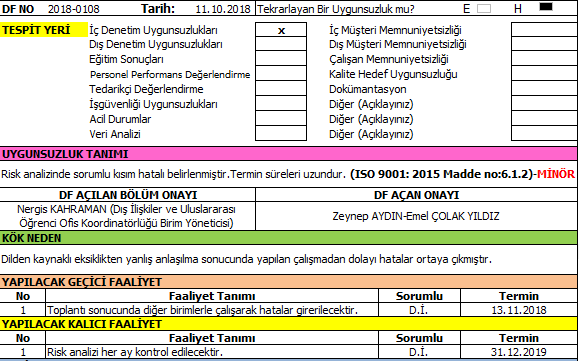 DF NO 2018-0108 Tarih: 11.10.2018 Tekrarlayan Bir Uygunsuzluk mu? E H
TESPİT YERİ İç Denetim Uygunsuzlukları x İç Müşteri Memnuniyetsizliği
Dış Denetim Uygunsuzlukları Dış Müşteri Memnuniyetsizliği
Eğitim Sonuçları Çalışan Memnuniyetsizliği
Personel Performans Değerlendirme Kalite Hedef Uygunsuzluğu
Tedarikçi Değerlendirme Dokümantasyon
İşgüvenliği Uygunsuzlukları Diğer (Açıklayınız)
Acil Durumlar Diğer (Açıklayınız)
Veri Analizi Diğer (Açıklayınız)
UYGUNSUZLUK TANIMI
Risk analizinde sorumlu kısım hatalı belirlenmiştir.Termin süreleri uzundur. (ISO 9001: 2015 Madde no:6.1.2)-MİNÖR
DF AÇILAN BÖLÜM ONAYI DF AÇAN ONAYI
Nergis KAHRAMAN (Dış İlişkiler ve Uluslararası
Öğrenci Ofis Koordinatörlüğü Birim Yöneticisi) Zeynep AYDIN-Emel ÇOLAK YILDIZ
KÖK NEDEN
Dilden kaynaklı eksiklikten yanlış anlaşılma sonucunda yapılan çalışmadan dolayı hatalar ortaya çıkmıştır.
YAPILACAK GEÇİCİ FAALİYET
No Faaliyet Tanımı Sorumlu Termin
1 Toplantı sonucunda diğer birimlerle çalışarak hatalar girerilecektir. D.İ. 13.11.2018
YAPILACAK KALICI FAALİYET
No Faaliyet Tanımı Sorumlu Termin
1 Risk analizi her ay kontrol edilecektir. D.İ. 31.12.2019